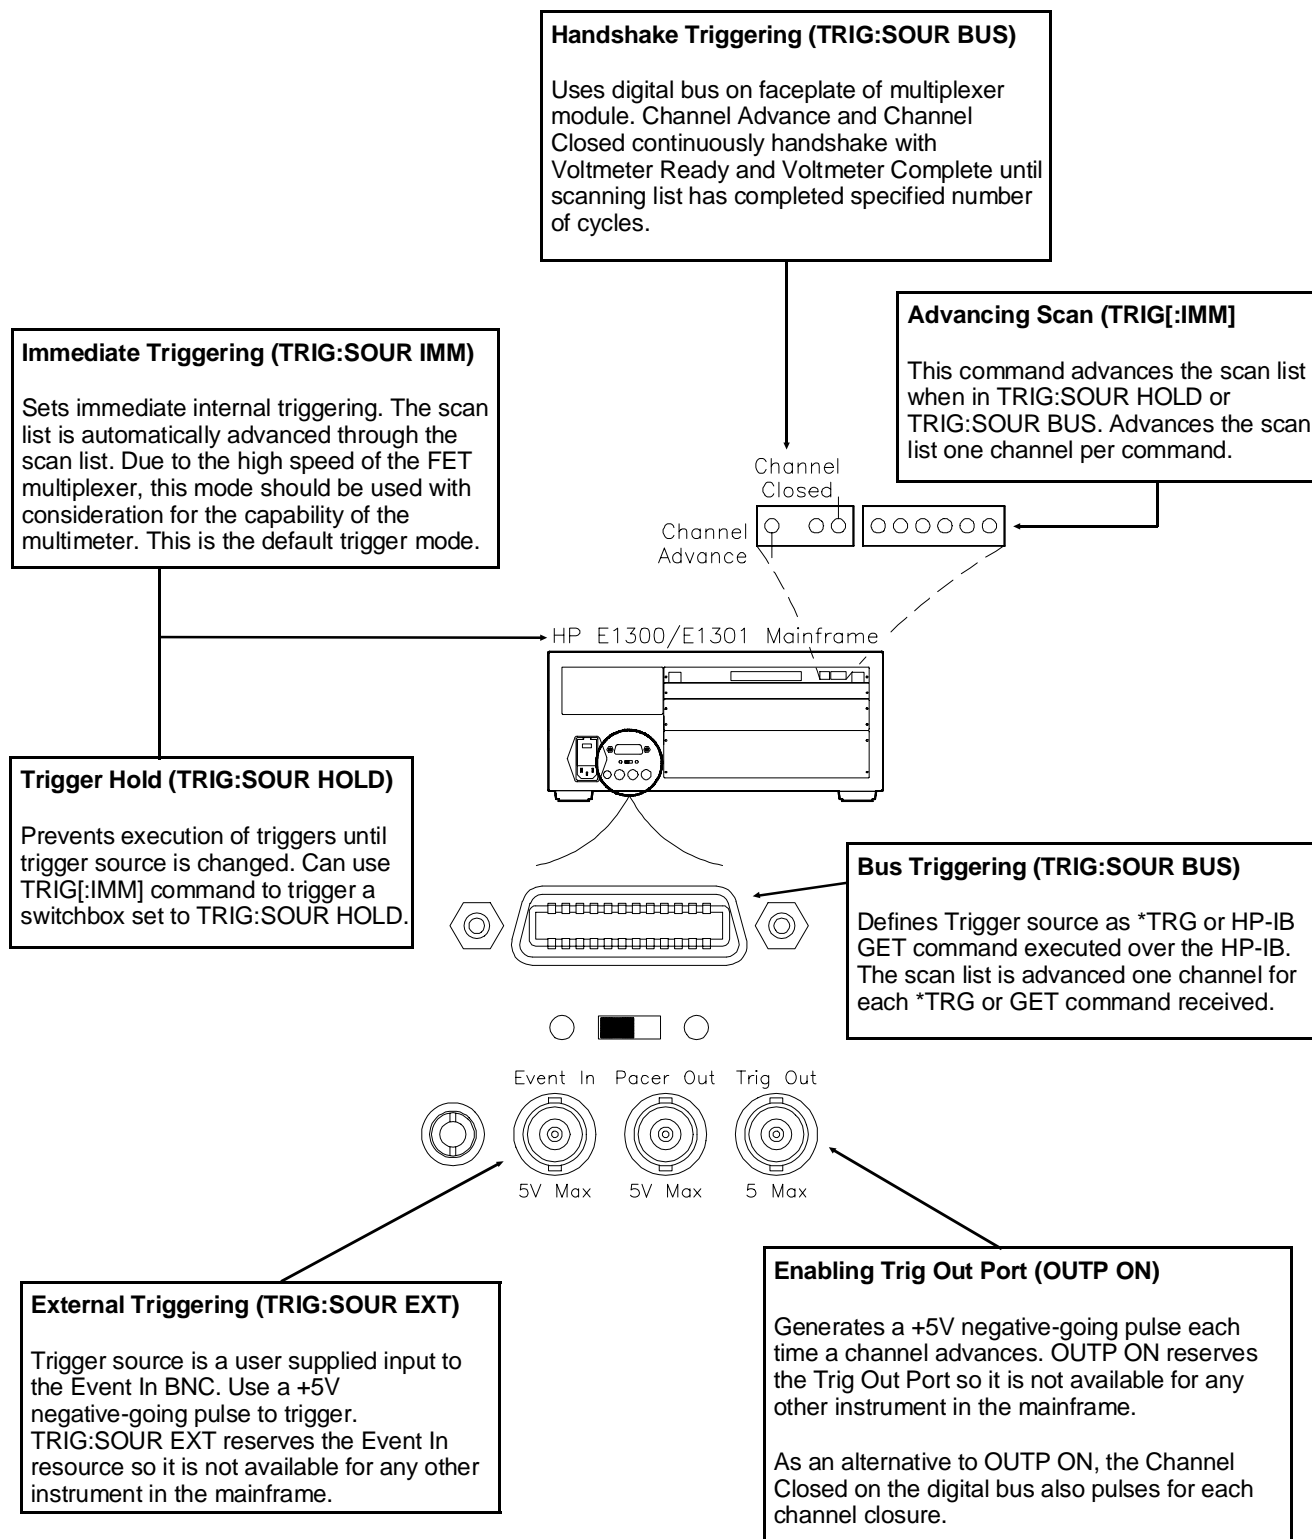 Handshake Triggering (TRIG:SOUR BUS)
Uses digital bus on faceplate of multiplexer
module. Channel Advance and Channel
Closed continuously handshake with
Voltmeter Ready and Voltmeter Complete until
scanning list has completed specified number
of cycles.
Advancing Scan (TRIG[:IMM]
This command advances the scan list
when in TRIG:SOUR HOLD or
TRIG:SOUR BUS. Advances the scan
list one channel per command.
Immediate Triggering (TRIG:SOUR IMM)
Sets immediate internal triggering. The scan
list is automatically advanced through the
scan list. Due to the high speed of the FET
multiplexer, this mode should be used with
consideration for the capability of the
multimeter. This is the default trigger mode.
Channel
Closed
Channel
Advance
HP E1300/E1301 Mainframe
Trigger Hold (TRIG:SOUR HOLD)
Prevents execution of triggers until
trigger source is changed. Can use
TRIG[:IMM] command to trigger a
switchbox set to TRIG:SOUR HOLD.
Bus Triggering (TRIG:SOUR BUS)
Defines Trigger source as *TRG or HP-IB
GET command executed over the HP-IB.
The scan list is advanced one channel for
each *TRG or GET command received.
Event In Pacer Out Trig Out
5V Max 5V Max 5 Max
External Triggering (TRIG:SOUR EXT)
Trigger source is a user supplied input to
the Event In BNC. Use a +5V
negative-going pulse to trigger.
TRIG:SOUR EXT reserves the Event In
resource so it is not available for any other
instrument in the mainframe.
Enabling Trig Out Port (OUTP ON)
Generates a +5V negative-going pulse each
time a channel advances. OUTP ON reserves
the Trig Out Port so it is not available for any
other instrument in the mainframe.
As an alternative to OUTP ON, the Channel
Closed on the digital bus also pulses for each
channel closure.